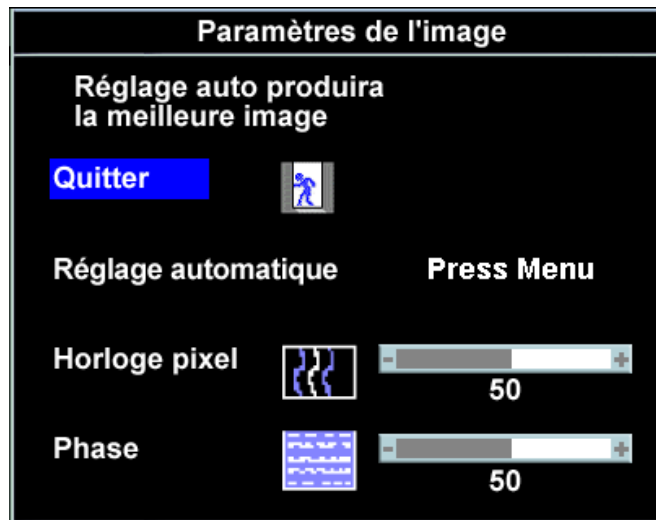 Paramètres de l'image
Réglage auto produira
la meilleure image
Quitter
Réglage automatique Press Menu
Horloge pixel - +
50
Phase - +
50